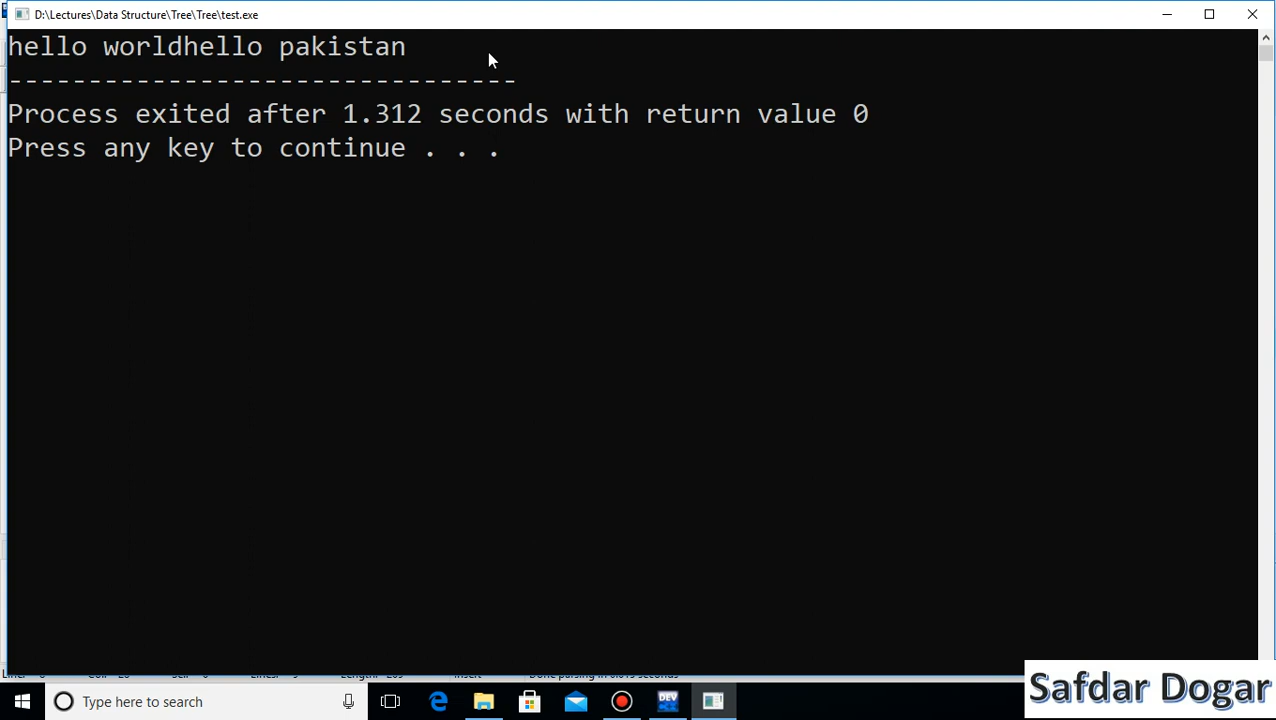 D:\Lectures\Data Structure\Tree\Tree\test.exe
hello worldhello pakistan
--------------------------------
Process exited after 1.312 seconds with return value 0
Press any key to continue . . .
Safdar Dogar
DEV
Type here to search